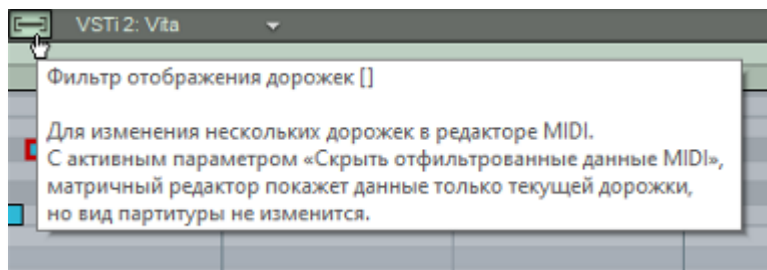 VSTi 2: Vita
Фильтр отображения дорожек []
Для изменения нескольких дорожек в редакторе MIDI.
С активным параметром «Скрыть отфильтрованные данные MIDI»,
матричный редактор покажет данные только текущей дорожки,
но вид партитуры не изменится.